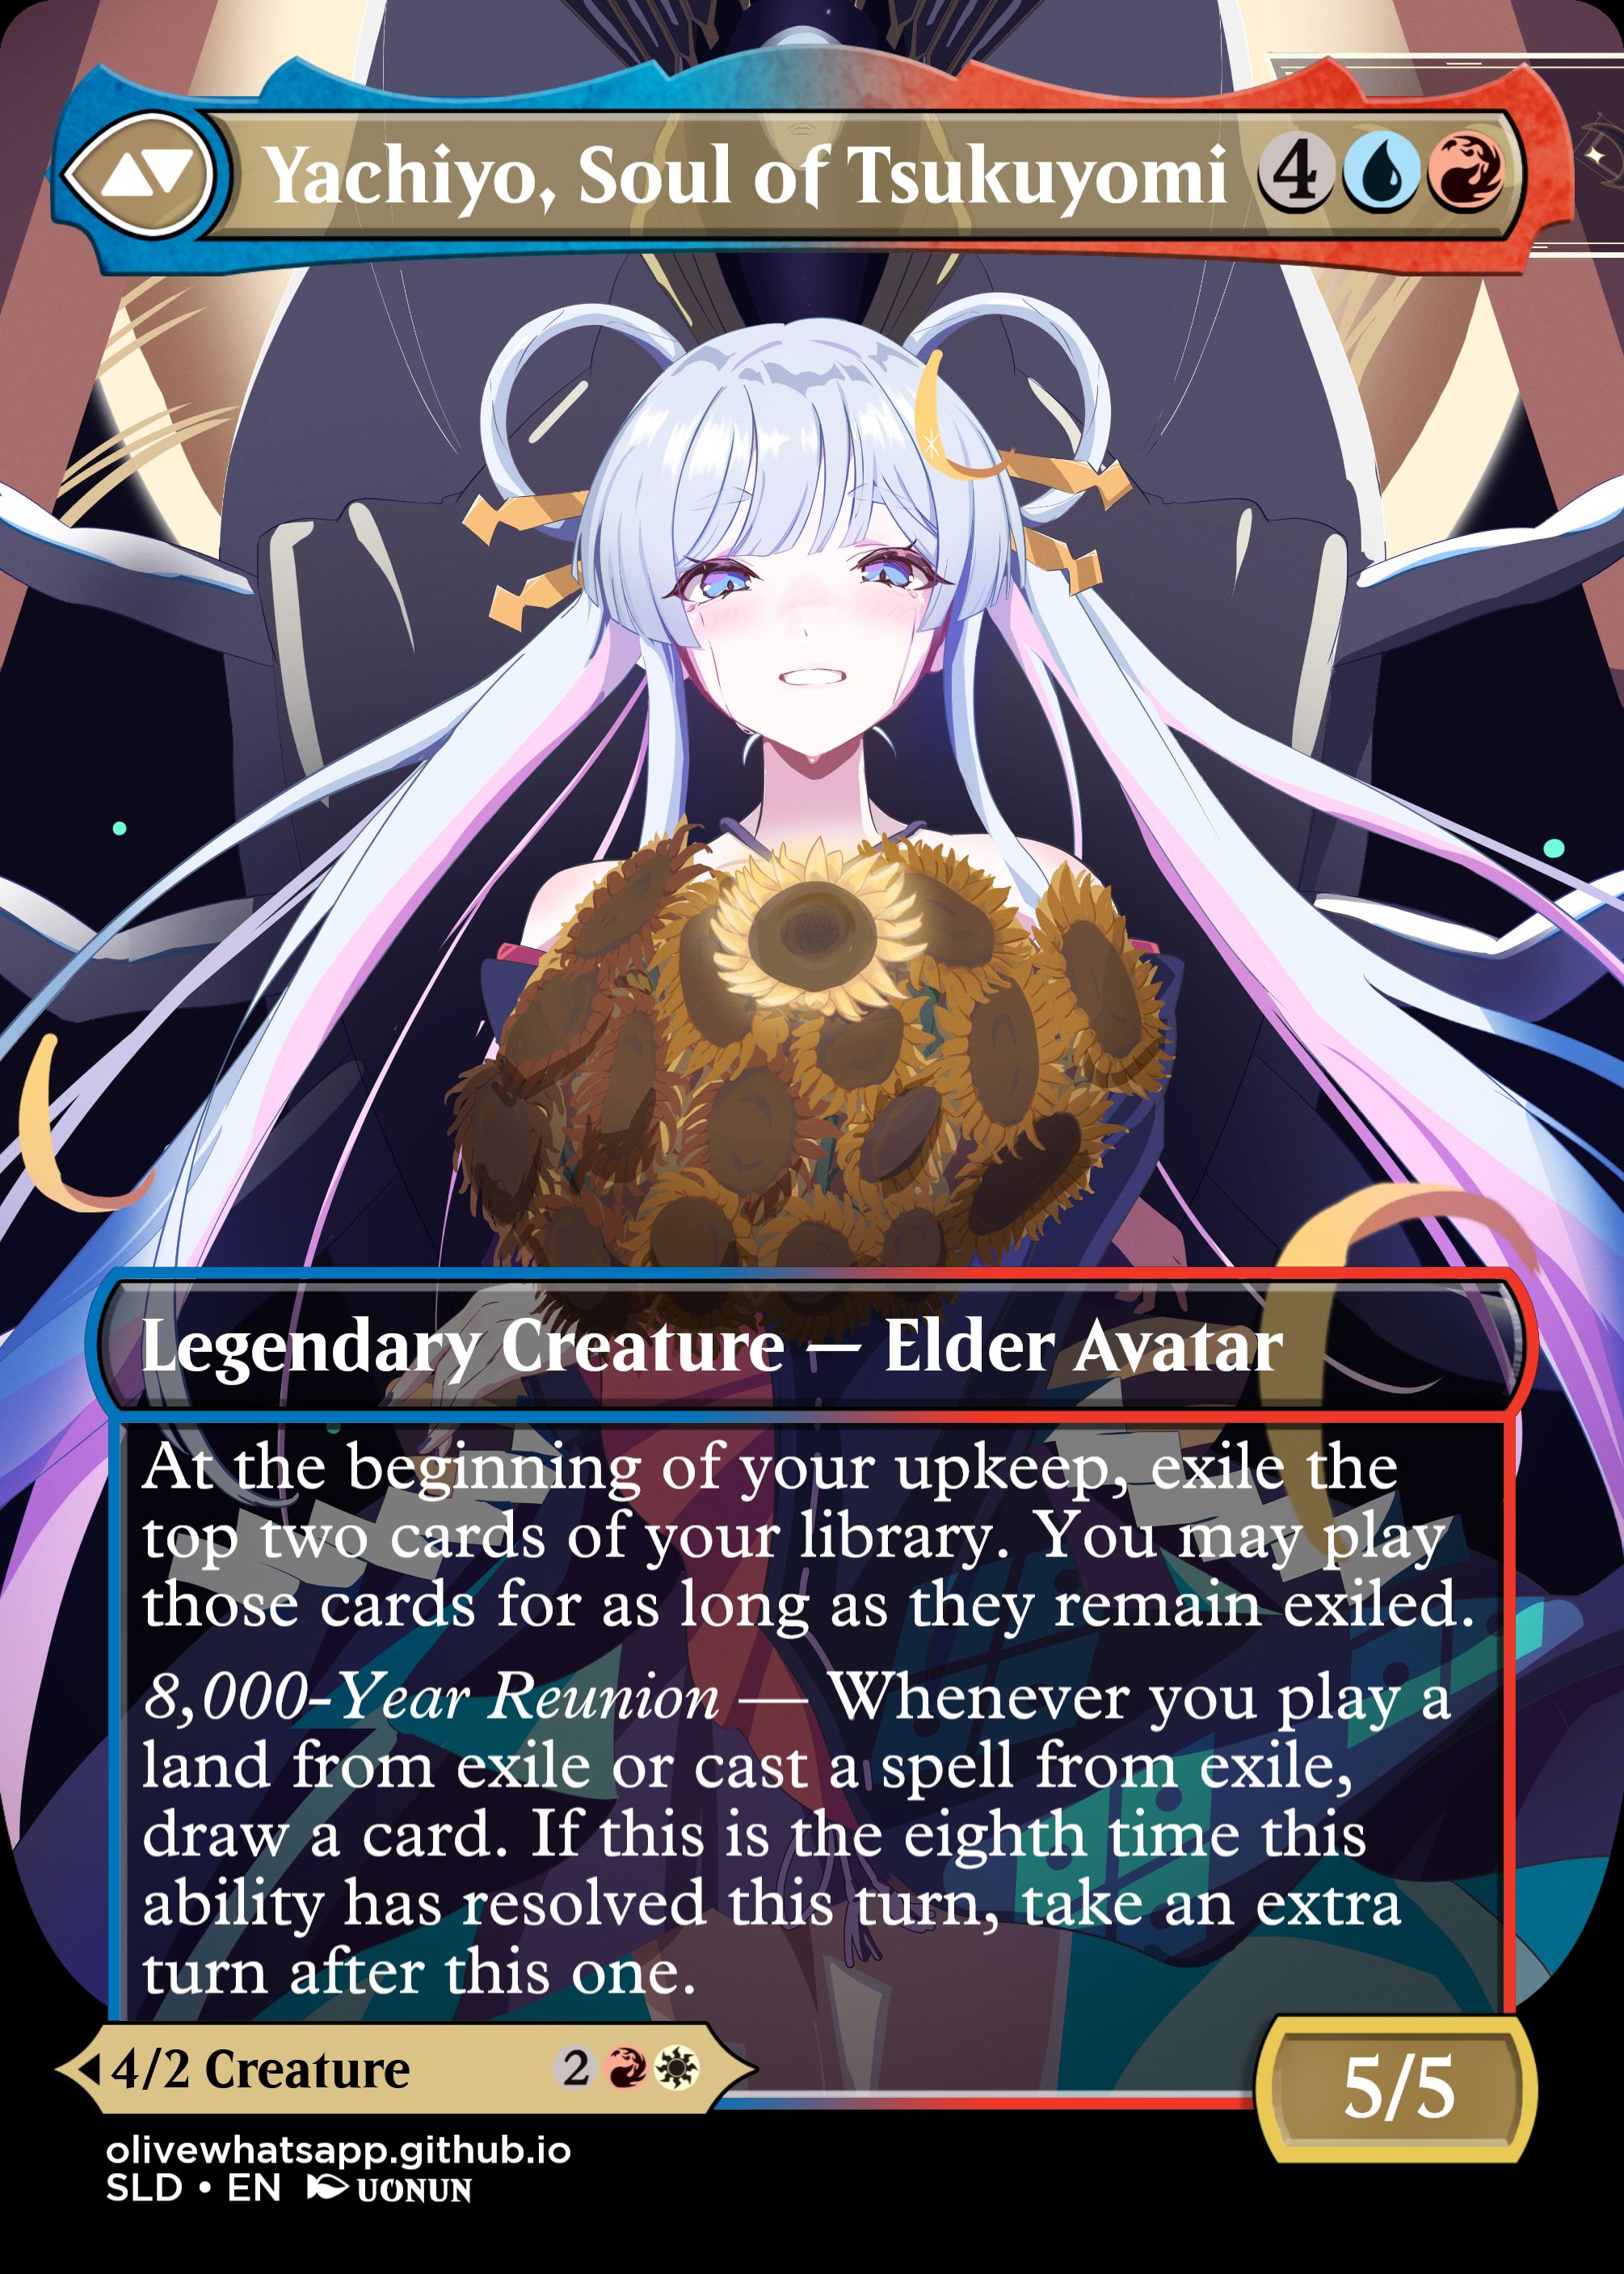 Yachiyo, Soul of Tsukuyomi 4
Legendary Creature — Elder Avatar
At the beginning of your upkeep, exile the
top two cards of your library. You may play
those cards for as long as they remain exiled.
8,000-Year Reunion — Whenever you play a
land from exile or cast a spell from exile,
draw a card. If this is the eighth time this
ability has resolved this turn, take an extra
turn after this one.
4/2 Creature 2
5/5
olivewhatsapp.github.io
SLD • EN UONUN